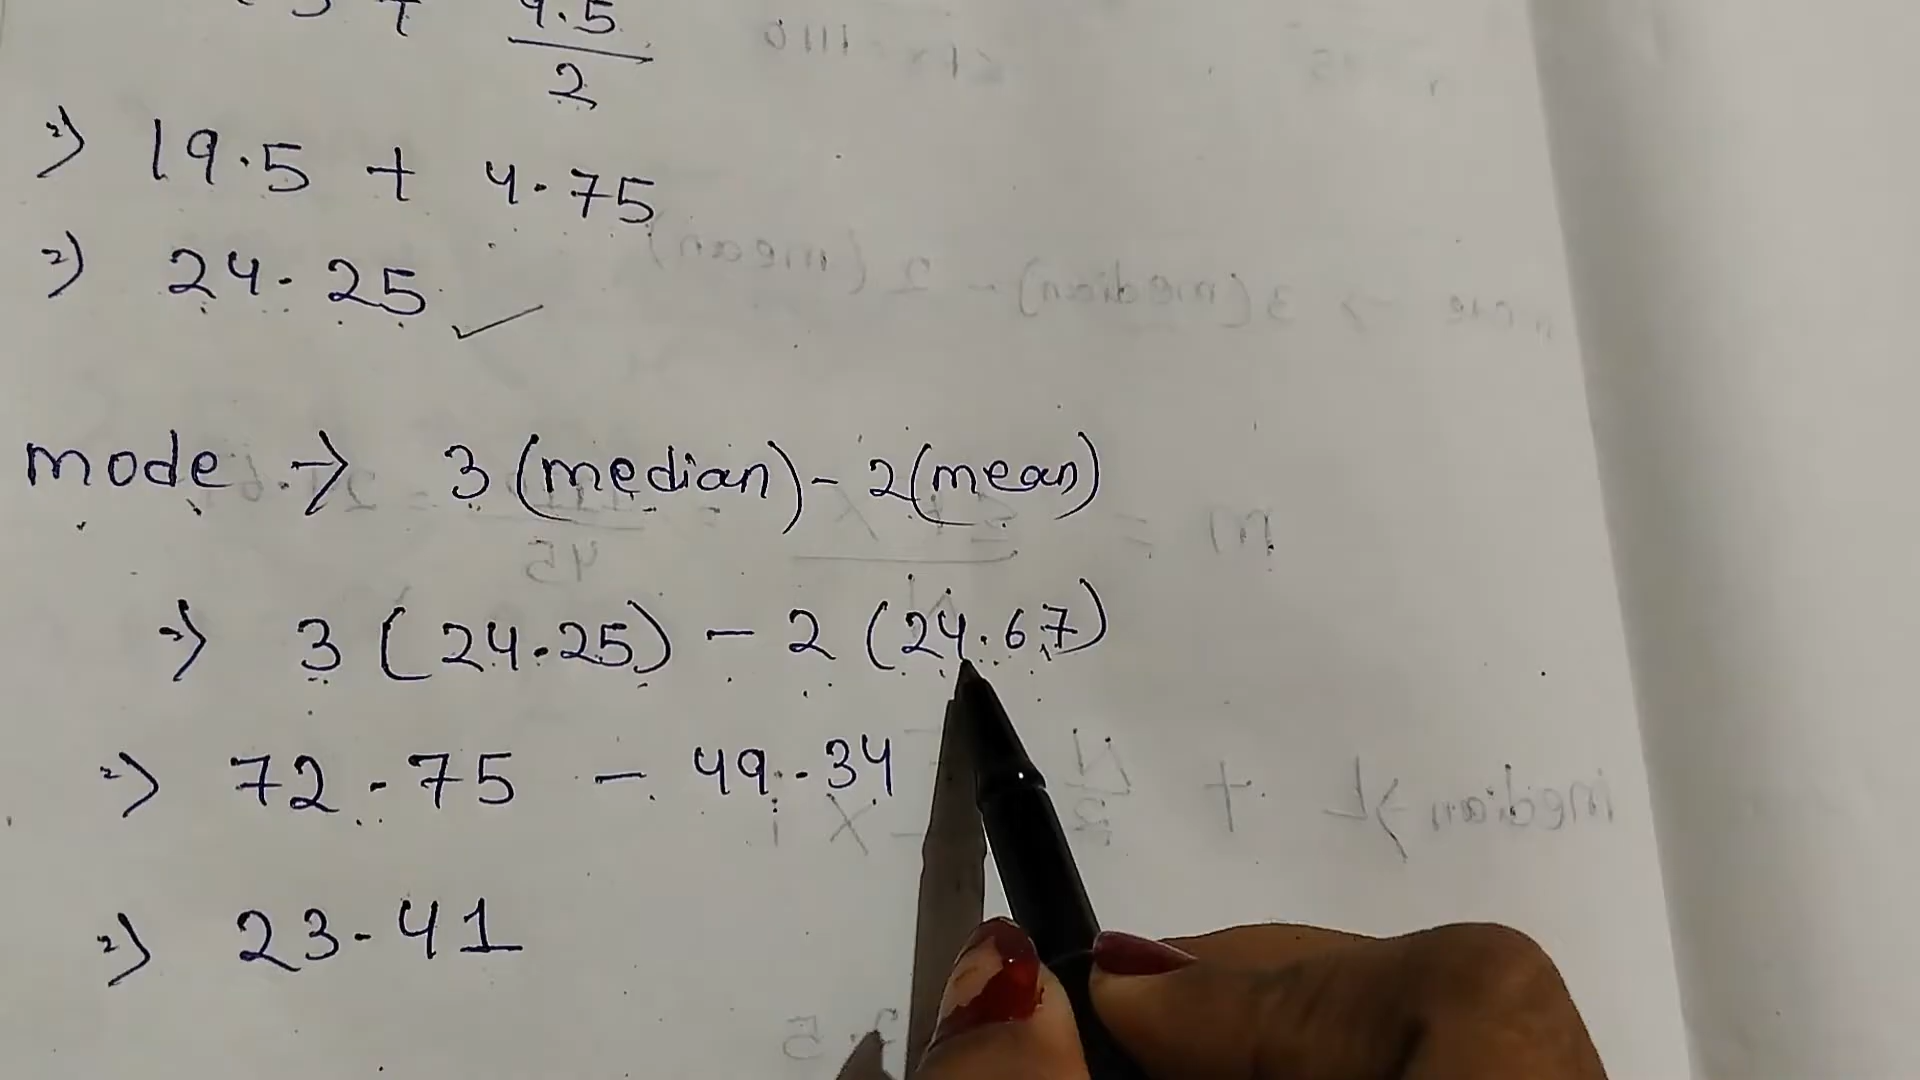 9.5
2
=> 19.5 + 4.75
=> 24.25 ✓
mode → 3 (median) - 2 (mean)
=> 3 (24.25) - 2 (24.67)
=> 72.75 - 49.34
=> 23.41